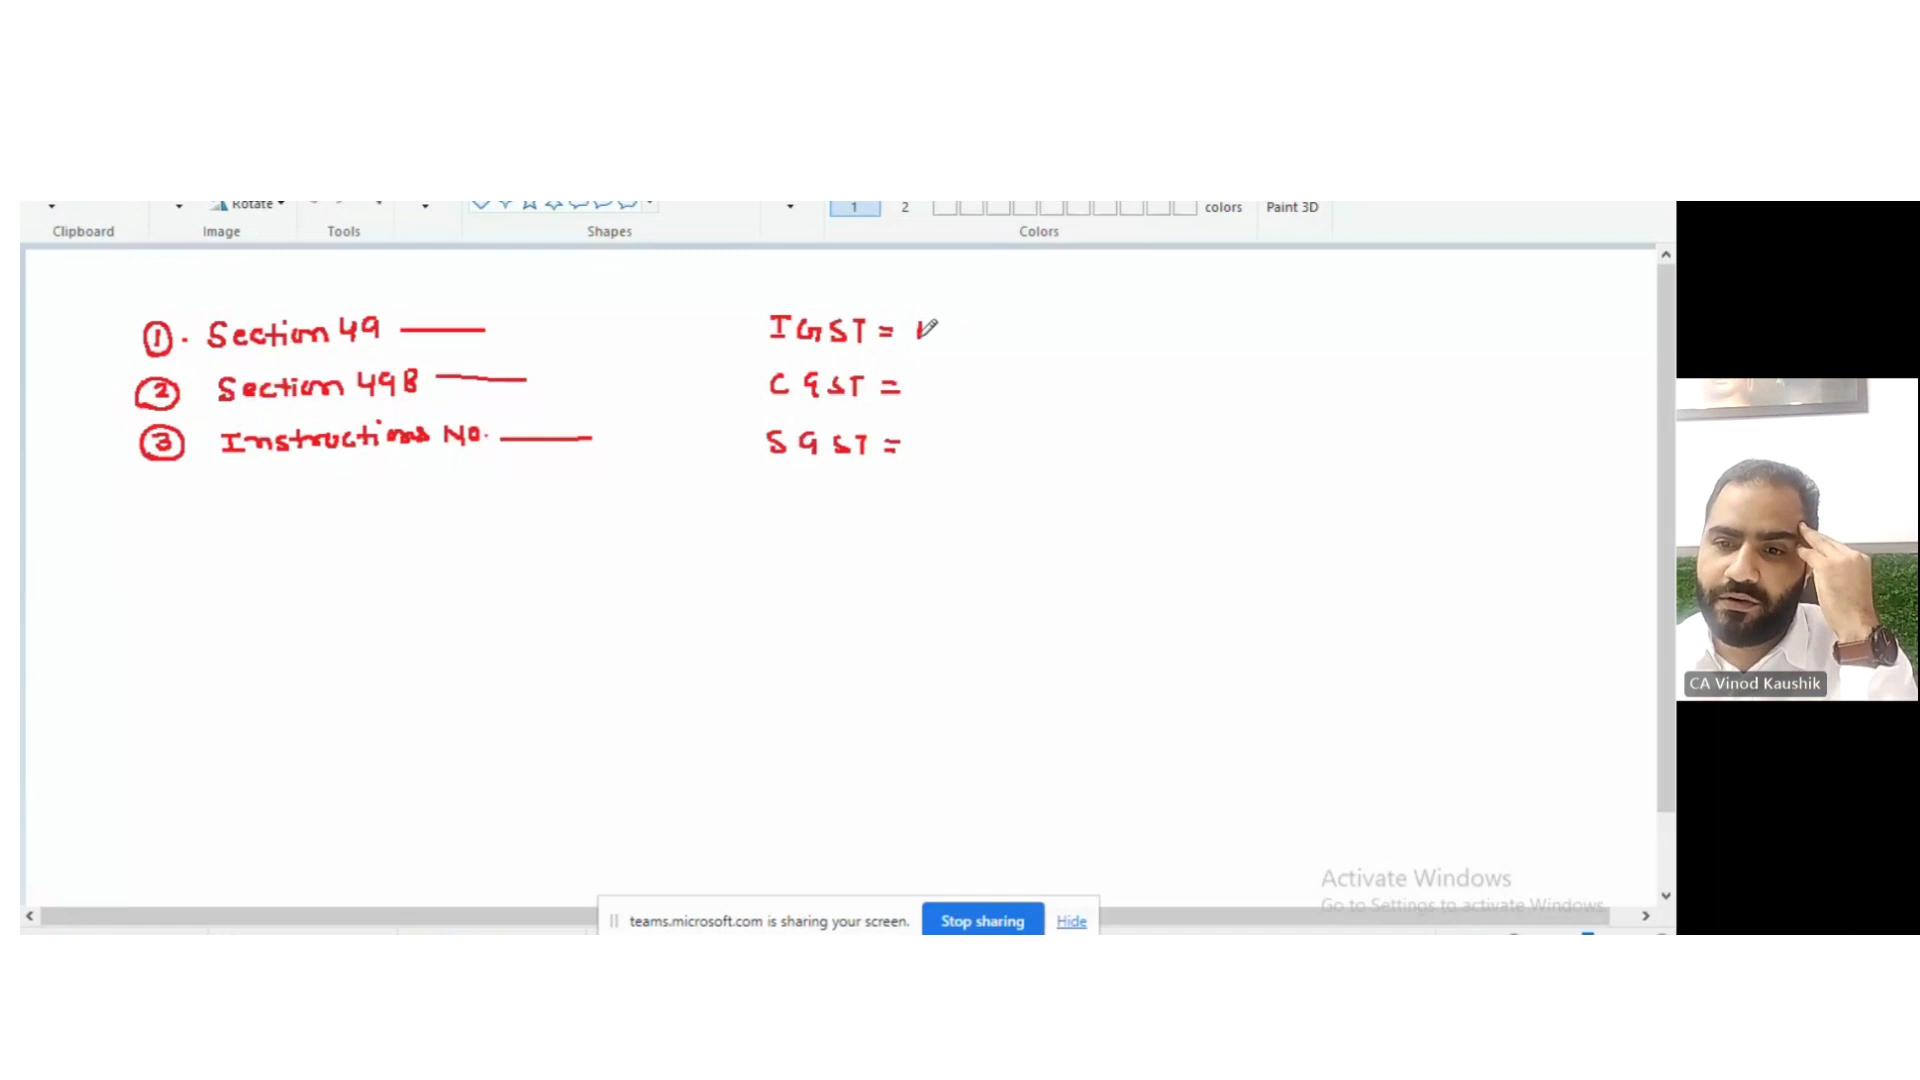 Rotate
Clipboard Image Tools Shapes 1 2 colors Colors Paint 3D
①. Section 49 ——— IGST =
② Section 49B ——— CGST =
③ Instructions No. ——— SGST =
CA Vinod Kaushik
Activate Windows
Go to Settings to activate Windows.
teams.microsoft.com is sharing your screen. Stop sharing Hide